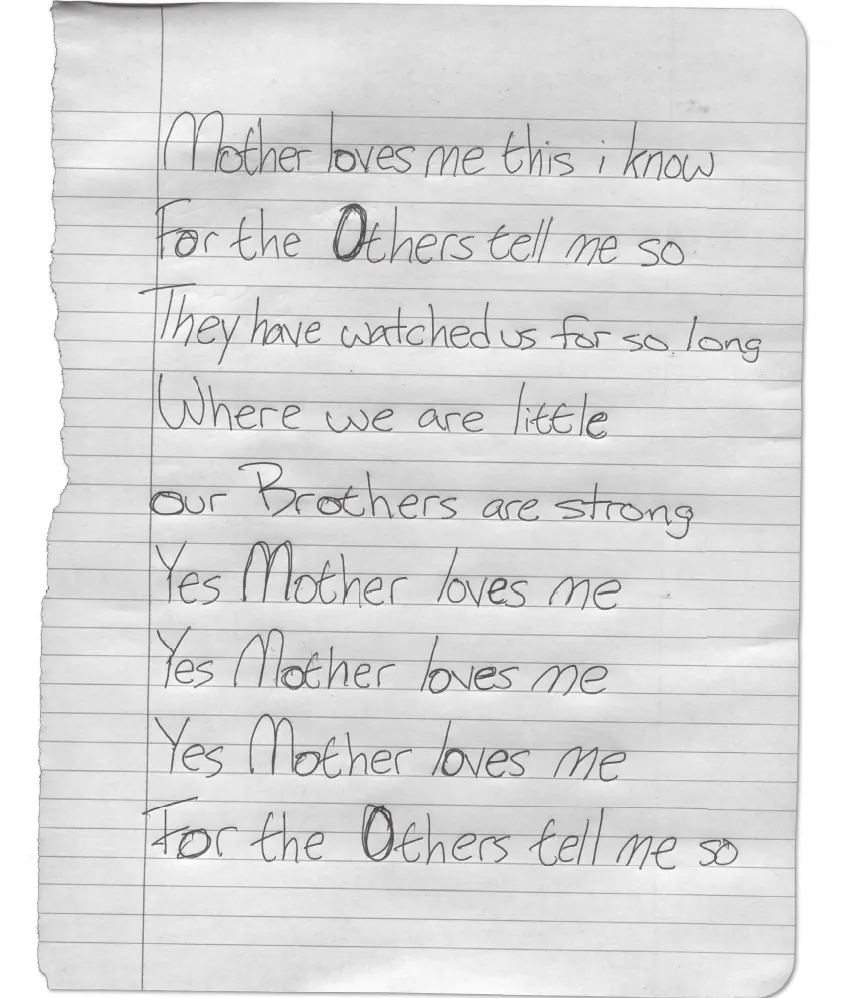 Mother loves me this i know
For the Others tell me so
They have watched us for so long
Where we are little
our Brothers are strong
Yes Mother loves me
Yes Mother loves me
Yes Mother loves me
For the Others tell me so